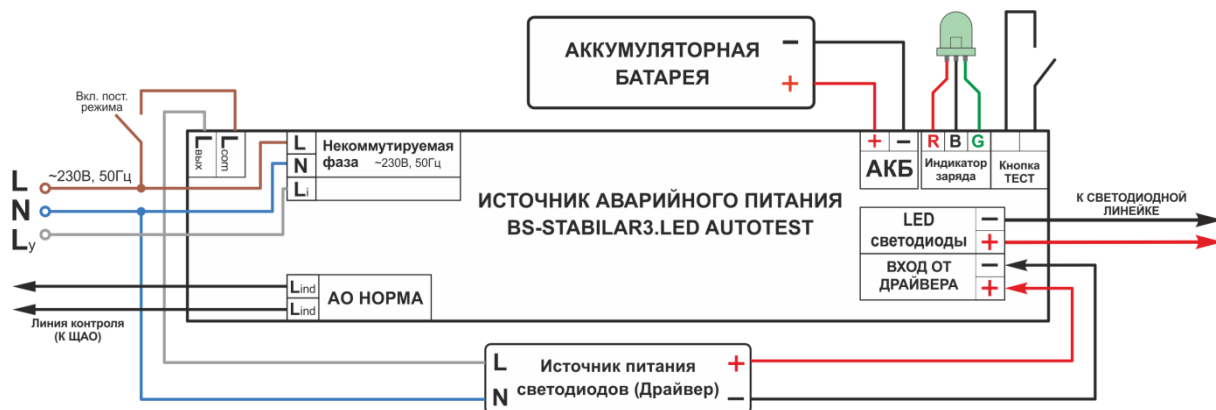 АККУМУЛЯТОРНАЯ
БАТАРЕЯ
−
+
Вкл. пост.
режима
Lвых
Lcom
L
N
Li
Некоммутируемая
фаза ~230В, 50Гц
+
−
АКБ
R
B
G
Индикатор
заряда
Кнопка
ТЕСТ
L
~230В, 50Гц
N
Lу
ИСТОЧНИК АВАРИЙНОГО ПИТАНИЯ
BS-STABILAR3.LED AUTOTEST
LED
светодиоды
−
+
К СВЕТОДИОДНОЙ
ЛИНЕЙКЕ
ВХОД ОТ
ДРАЙВЕРА
−
+
Lind
Lind
АО НОРМА
Линия контроля
(К ЩАО)
L
N
Источник питания
светодиодов (Драйвер)
+
−